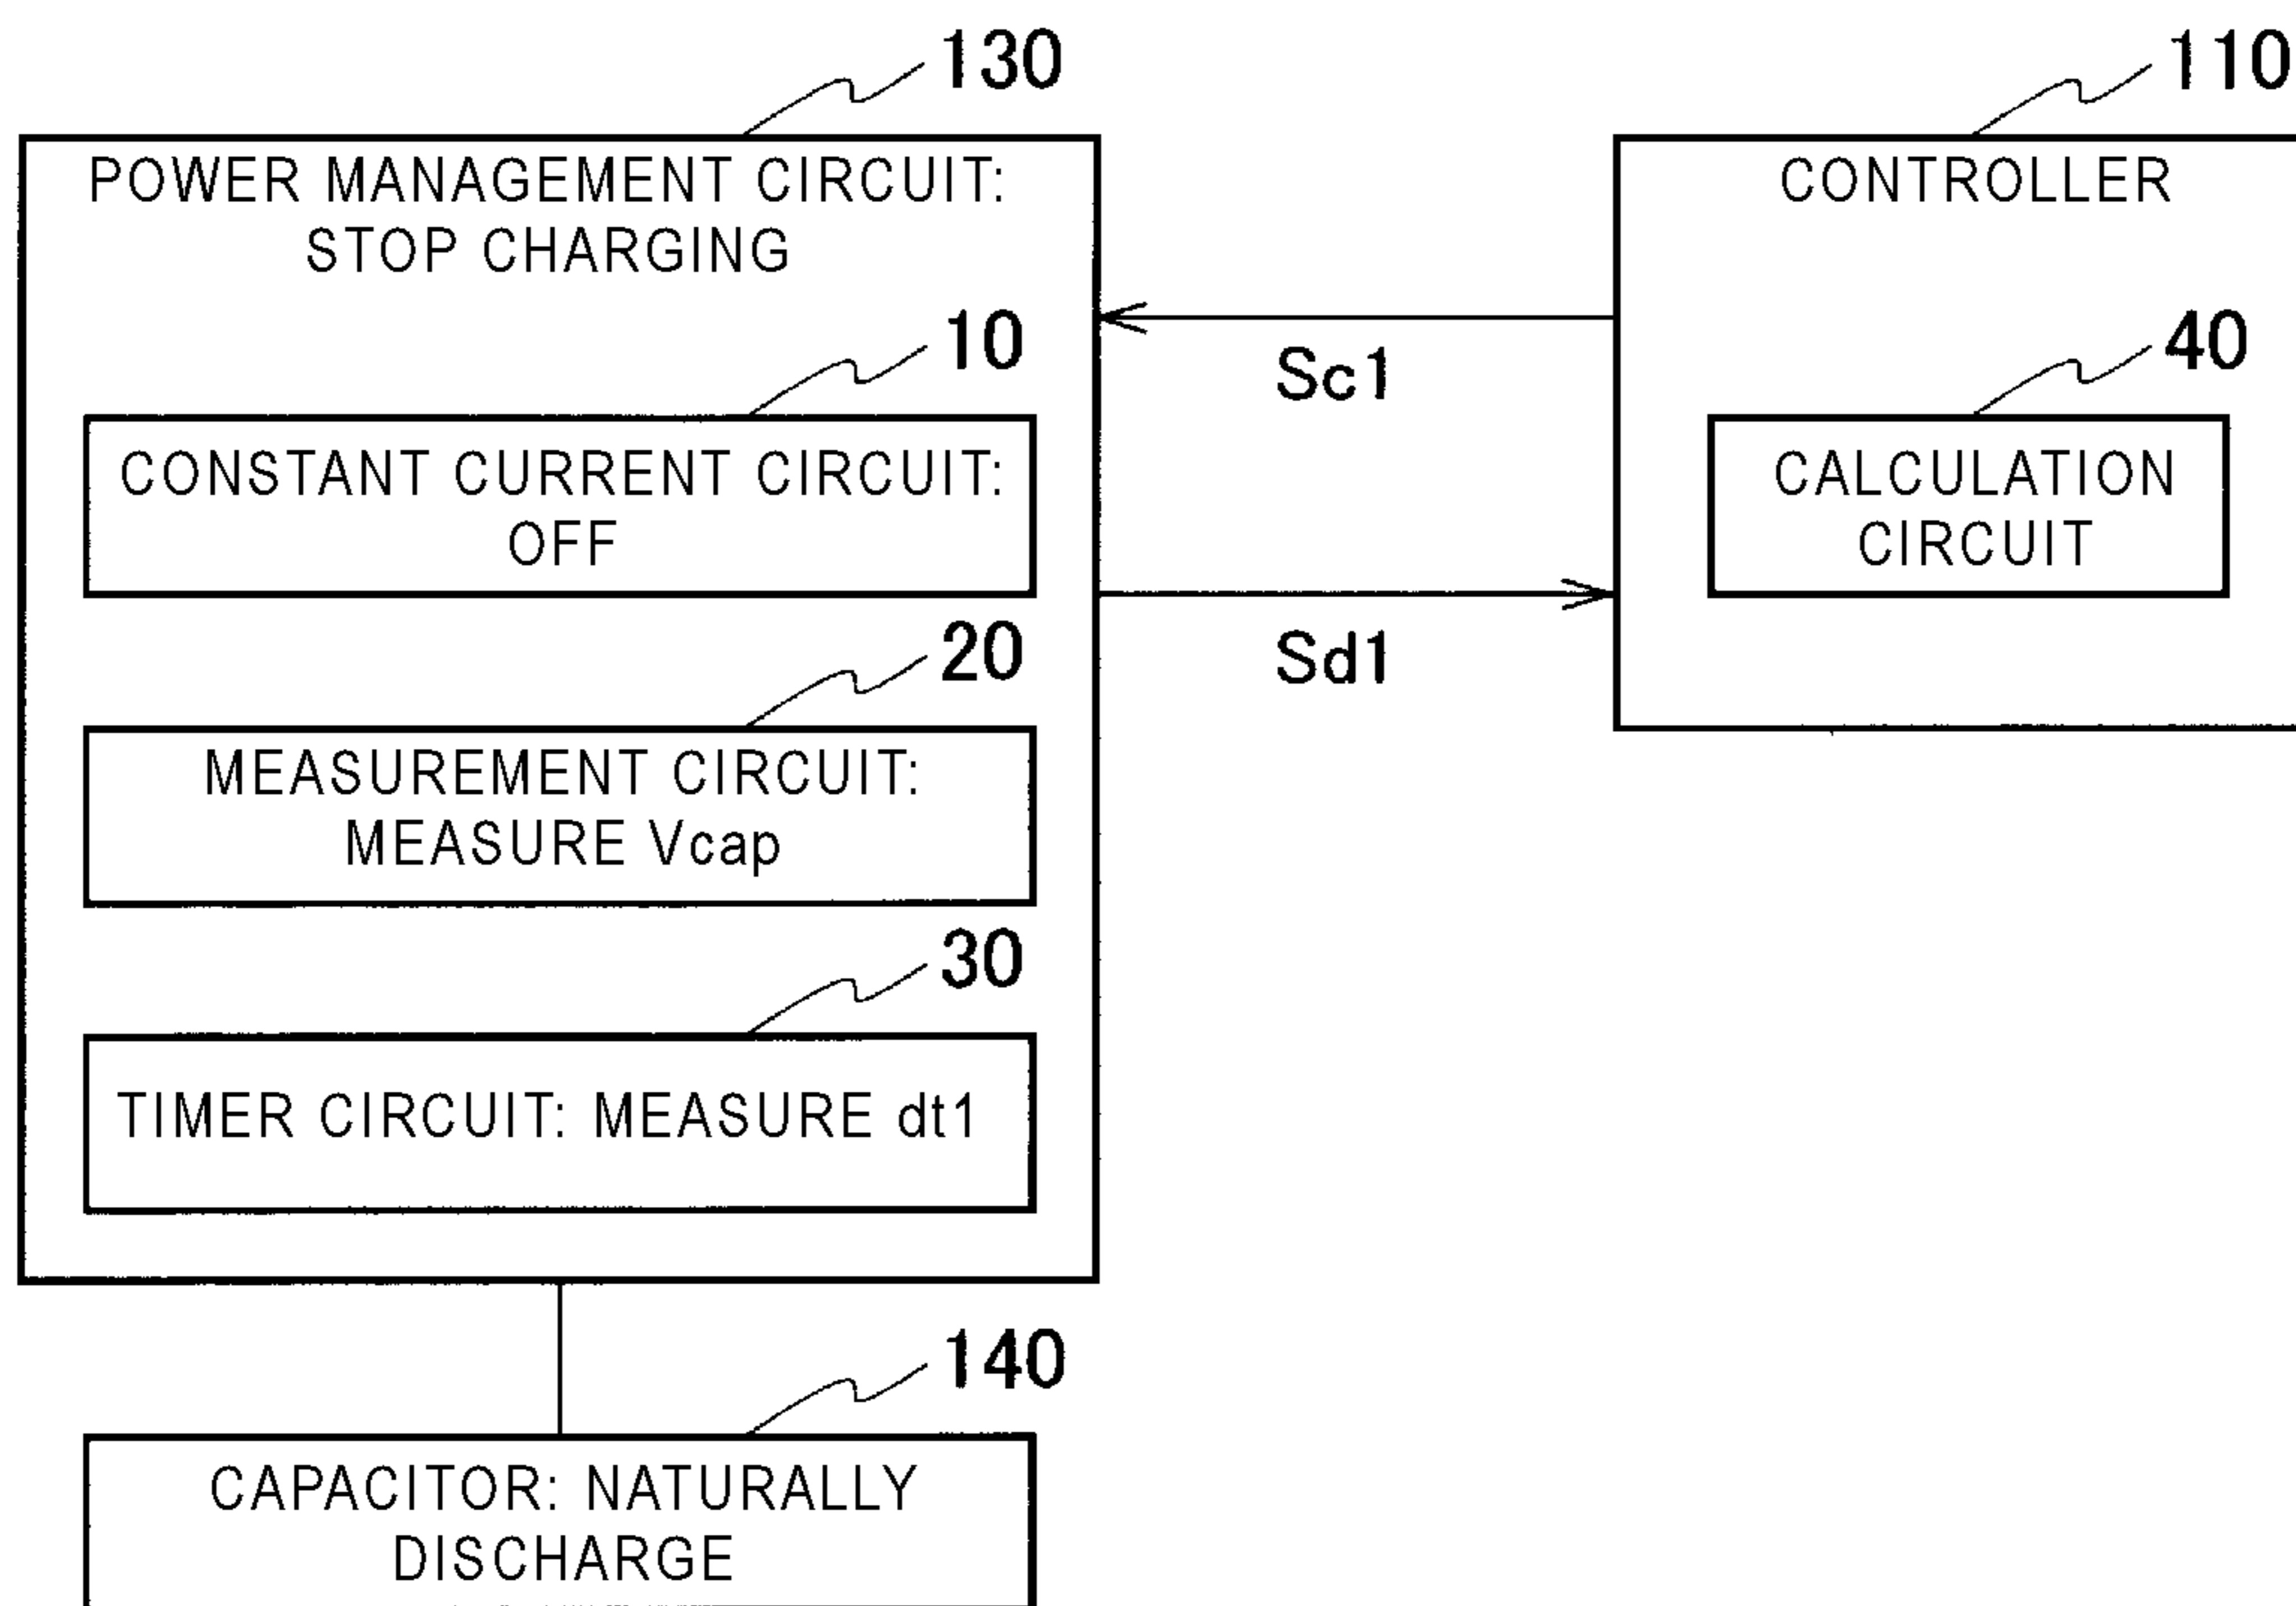 130
POWER MANAGEMENT CIRCUIT:
STOP CHARGING
10
CONSTANT CURRENT CIRCUIT:
OFF
20
MEASUREMENT CIRCUIT:
MEASURE Vcap
30
TIMER CIRCUIT: MEASURE dt1
Sc1
Sd1
110
CONTROLLER
40
CALCULATION
CIRCUIT
140
CAPACITOR: NATURALLY
DISCHARGE